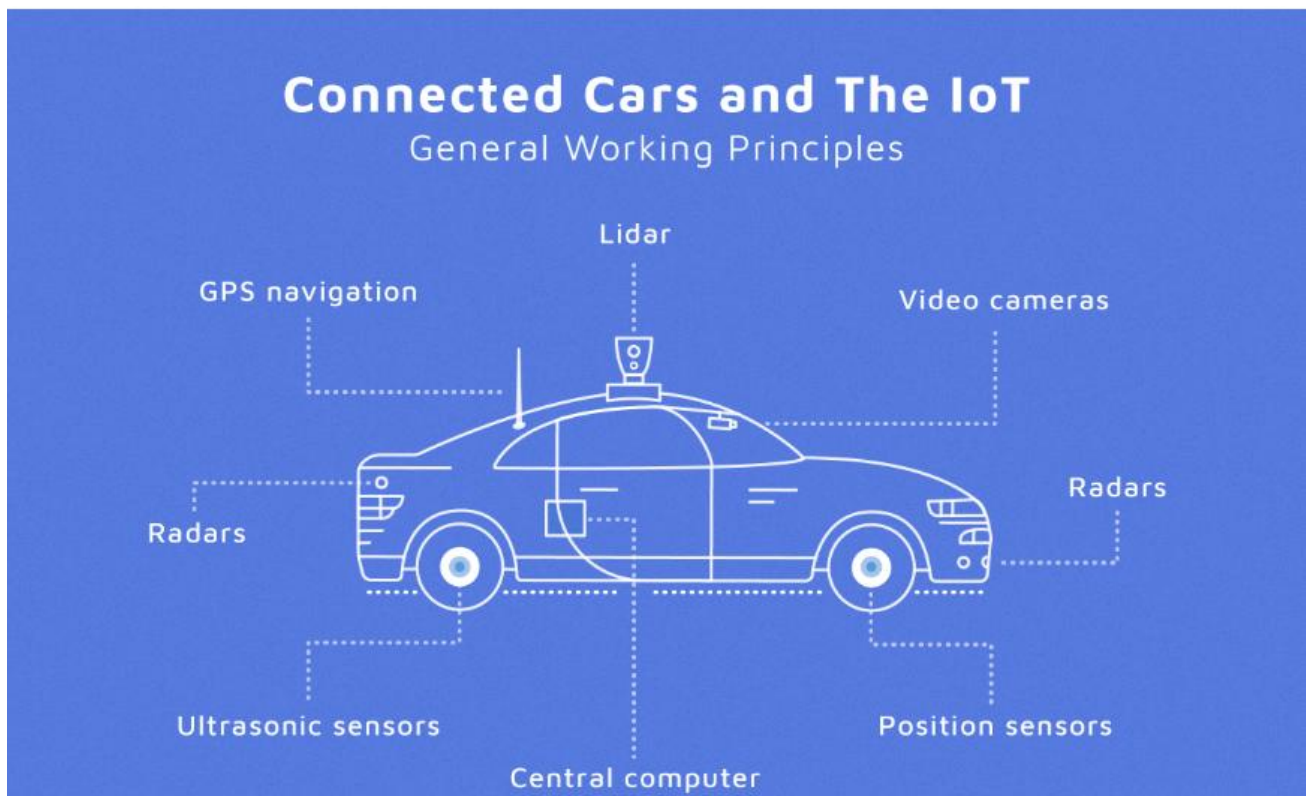 Connected Cars and The IoT
General Working Principles
Lidar
GPS navigation
Video cameras
Radars
Radars
Ultrasonic sensors
Position sensors
Central computer